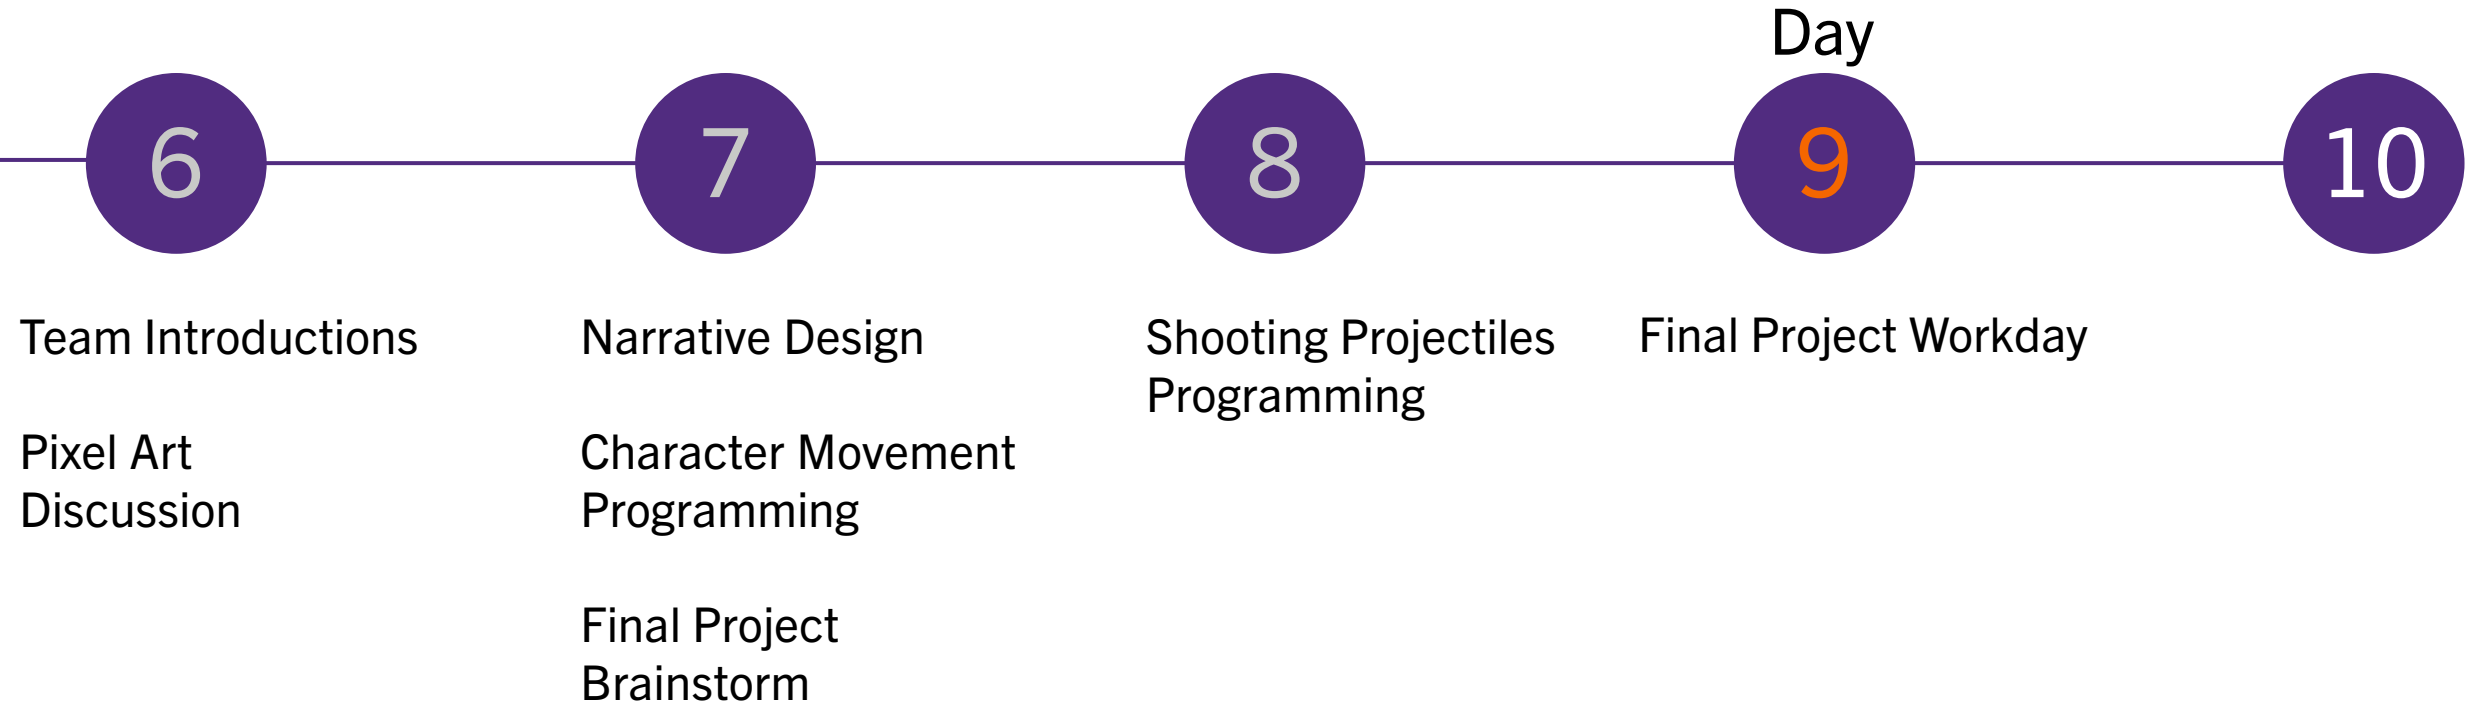 Day
6
7
8
9
10
Team Introductions
Pixel Art
Discussion
Narrative Design
Character Movement
Programming
Final Project
Brainstorm
Shooting Projectiles
Programming
Final Project Workday